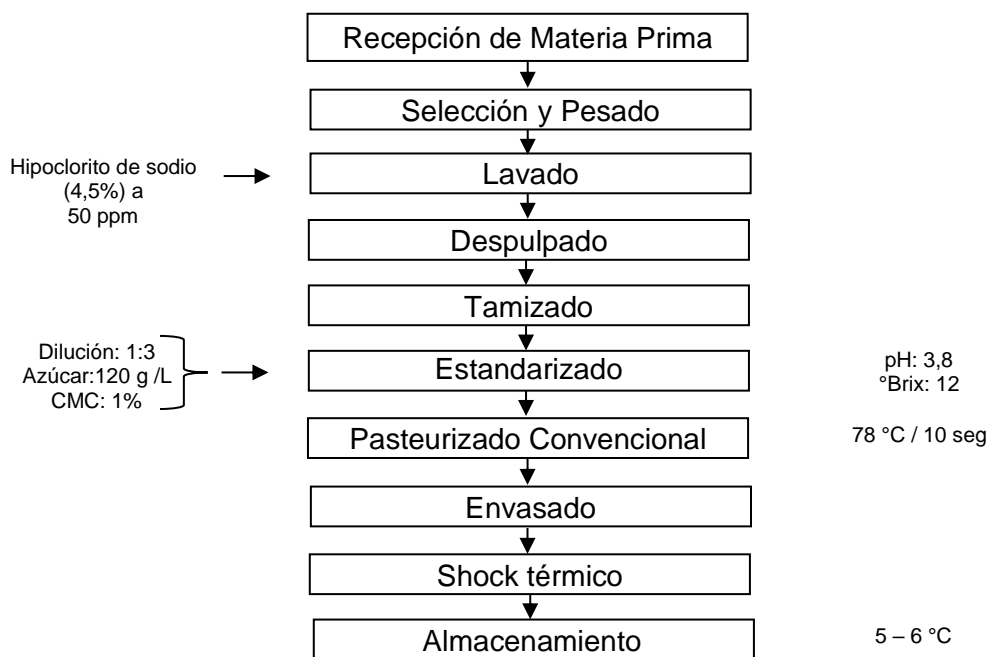 Recepción de Materia Prima
Selección y Pesado
Hipoclorito de sodio
(4,5%) a
50 ppm
Lavado
Despulpado
Tamizado
Dilución: 1:3
Azúcar:120 g /L
CMC: 1%
Estandarizado
pH: 3,8
°Brix: 12
Pasteurizado Convencional
78 °C / 10 seg
Envasado
Shock térmico
Almacenamiento
5 – 6 °C